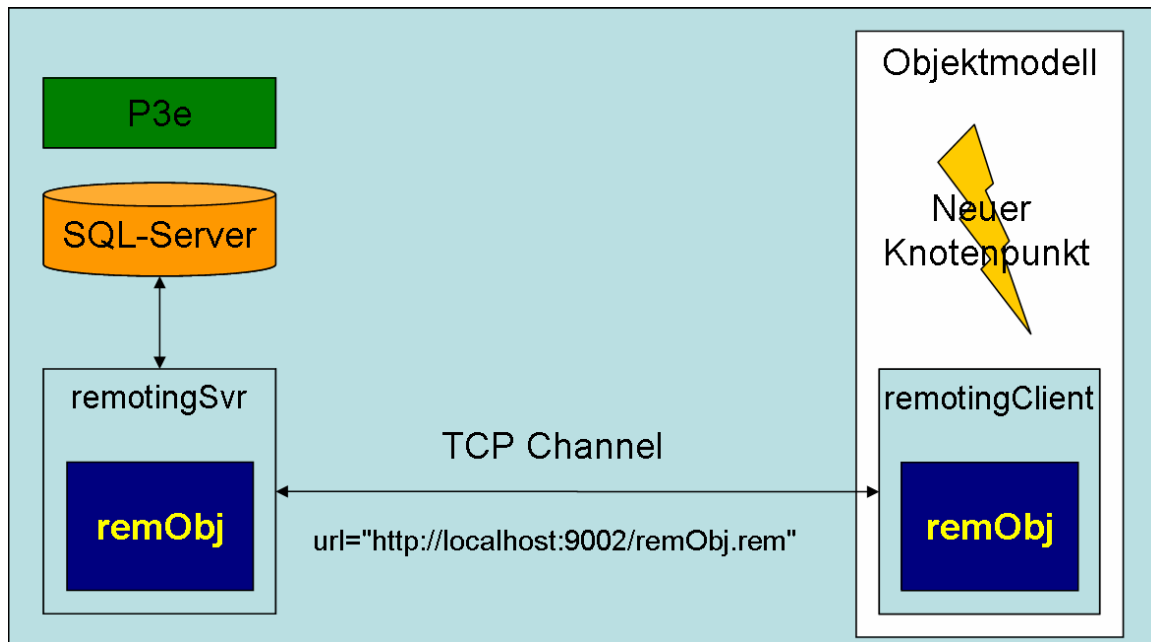 P3e
SQL-Server
remotingSvr
remObj
TCP Channel
url="http://localhost:9002/remObj.rem"
Objektmodell
Neuer
Knotenpunkt
remotingClient
remObj